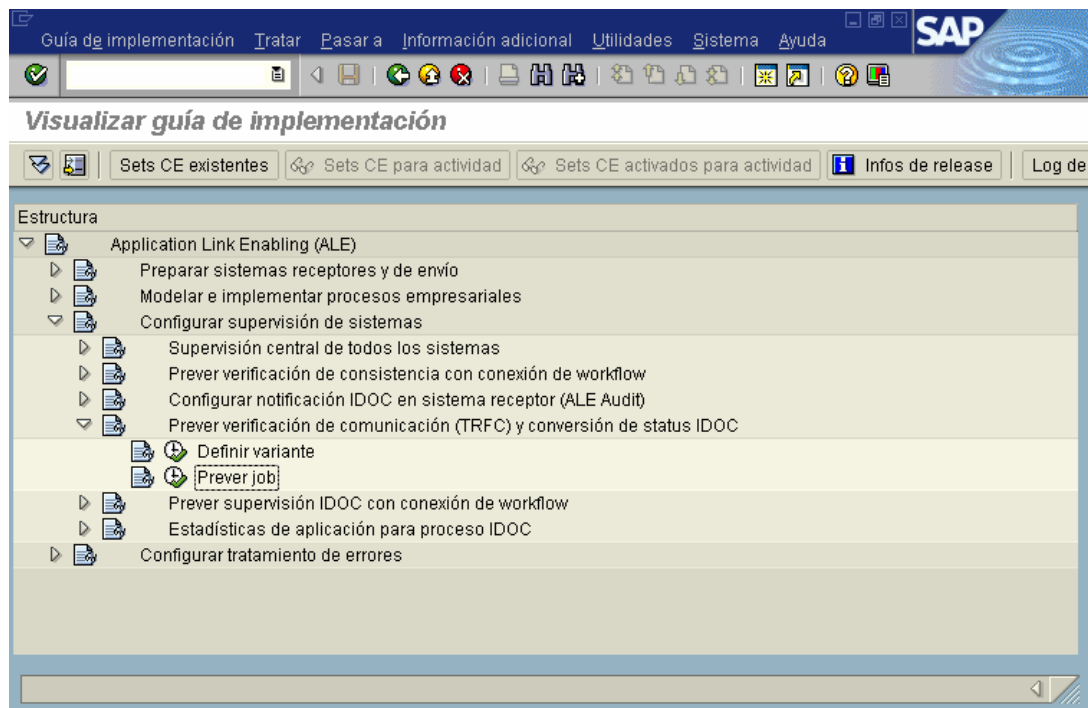 Guía de implementación Tratar Pasar a Información adicional Utilidades Sistema Ayuda
SAP
Visualizar guía de implementación
Sets CE existentes Sets CE para actividad Sets CE activados para actividad Infos de release Log de
Estructura
Application Link Enabling (ALE)
Preparar sistemas receptores y de envío
Modelar e implementar procesos empresariales
Configurar supervisión de sistemas
Supervisión central de todos los sistemas
Prever verificación de consistencia con conexión de workflow
Configurar notificación IDOC en sistema receptor (ALE Audit)
Prever verificación de comunicación (TRFC) y conversión de status IDOC
Definir variante
Prever job
Prever supervisión IDOC con conexión de workflow
Estadísticas de aplicación para proceso IDOC
Configurar tratamiento de errores